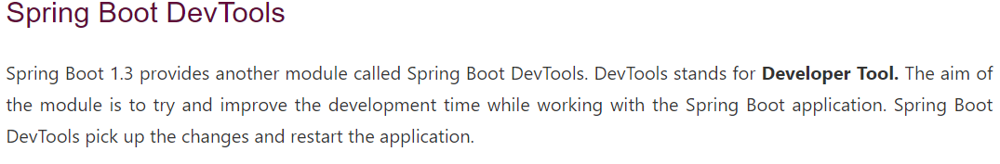 Spring Boot DevTools
Spring Boot 1.3 provides another module called Spring Boot DevTools. DevTools stands for Developer Tool. The aim of
the module is to try and improve the development time while working with the Spring Boot application. Spring Boot
DevTools pick up the changes and restart the application.